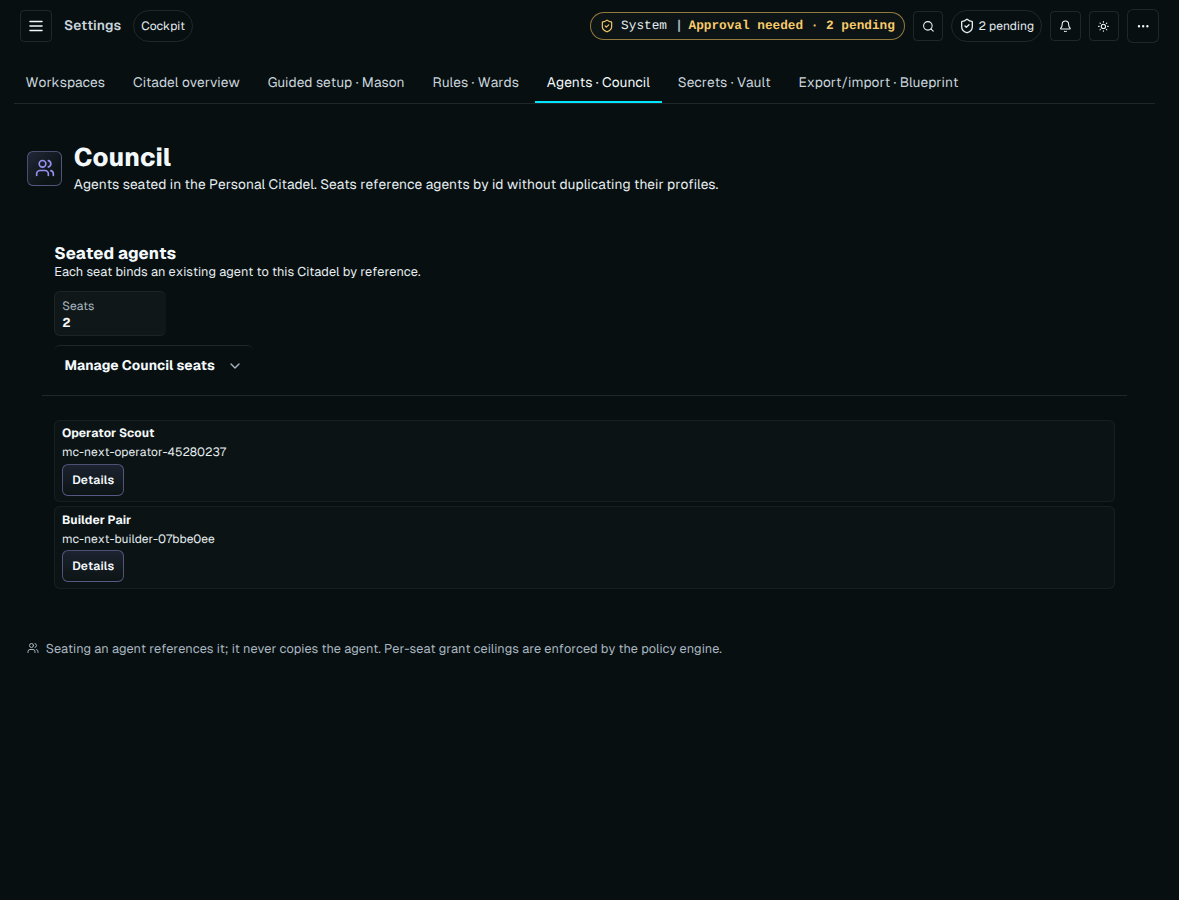 Settings Cockpit System | Approval needed · 2 pending 2 pending
Workspaces Citadel overview Guided setup · Mason Rules · Wards Agents · Council Secrets · Vault Export/import · Blueprint
Council
Agents seated in the Personal Citadel. Seats reference agents by id without duplicating their profiles.
Seated agents
Each seat binds an existing agent to this Citadel by reference.
Seats
2
Manage Council seats
Operator Scout
mc-next-operator-45280237
Details
Builder Pair
mc-next-builder-07bbe0ee
Details
Seating an agent references it; it never copies the agent. Per-seat grant ceilings are enforced by the policy engine.